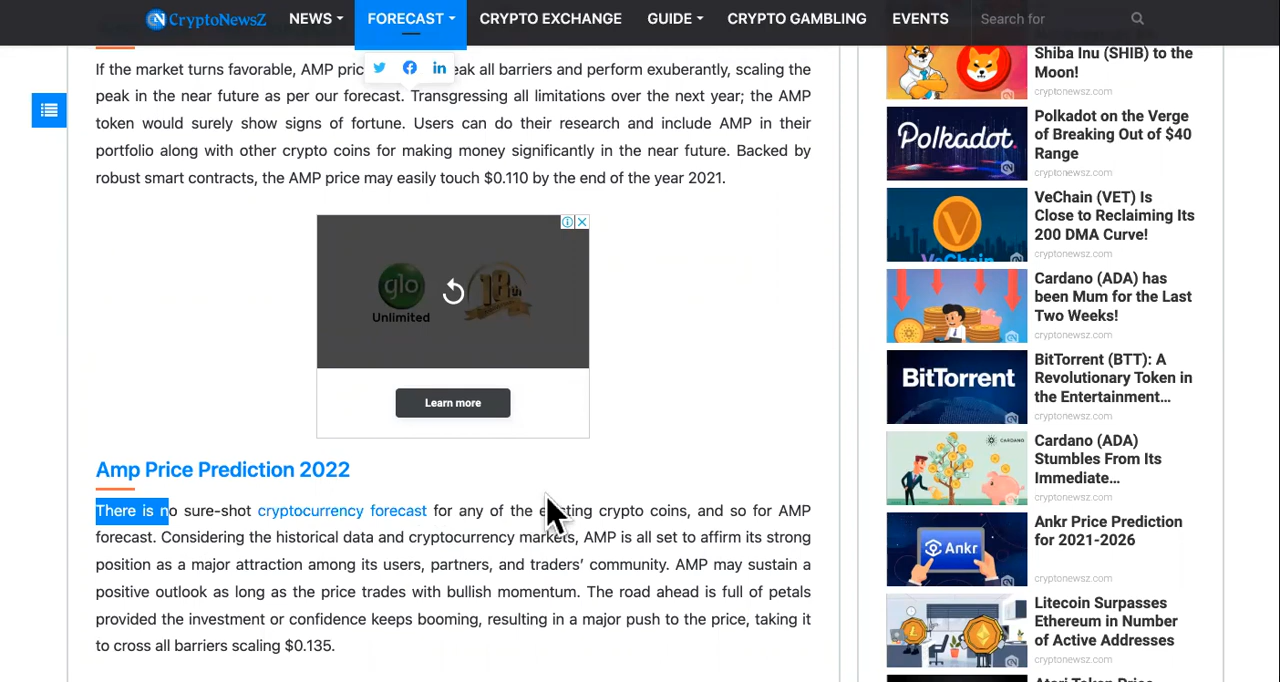 CryptoNewsZ
NEWS
FORECAST
CRYPTO EXCHANGE
GUIDE
CRYPTO GAMBLING
EVENTS
Search for
If the market turns favorable, AMP pric eak all barriers and perform exuberantly, scaling the
peak in the near future as per our forecast. Transgressing all limitations over the next year; the AMP
token would surely show signs of fortune. Users can do their research and include AMP in their
portfolio along with other crypto coins for making money significantly in the near future. Backed by
robust smart contracts, the AMP price may easily touch $0.110 by the end of the year 2021.
glo
Unlimited
18th
Learn more
Amp Price Prediction 2022
There is no sure-shot cryptocurrency forecast for any of the existing crypto coins, and so for AMP
forecast. Considering the historical data and cryptocurrency markets, AMP is all set to affirm its strong
position as a major attraction among its users, partners, and traders' community. AMP may sustain a
positive outlook as long as the price trades with bullish momentum. The road ahead is full of petals
provided the investment or confidence keeps booming, resulting in a major push to the price, taking it
to cross all barriers scaling $0.135.
Shiba Inu (SHIB) to the
Moon!
cryptonewsz.com
Polkadot.
Polkadot on the Verge
of Breaking Out of $40
Range
cryptonewsz.com
VeChain
VeChain (VET) Is
Close to Reclaiming Its
200 DMA Curve!
cryptonewsz.com
Cardano (ADA) has
been Mum for the Last
Two Weeks!
cryptonewsz.com
BitTorrent
BitTorrent (BTT): A
Revolutionary Token in
the Entertainment...
cryptonewsz.com
CARDANO
Cardano (ADA)
Stumbles From Its
Immediate...
cryptonewsz.com
Ankr
Ankr Price Prediction
for 2021-2026
cryptonewsz.com
Litecoin Surpasses
Ethereum in Number
of Active Addresses
cryptonewsz.com
Atari Token Price